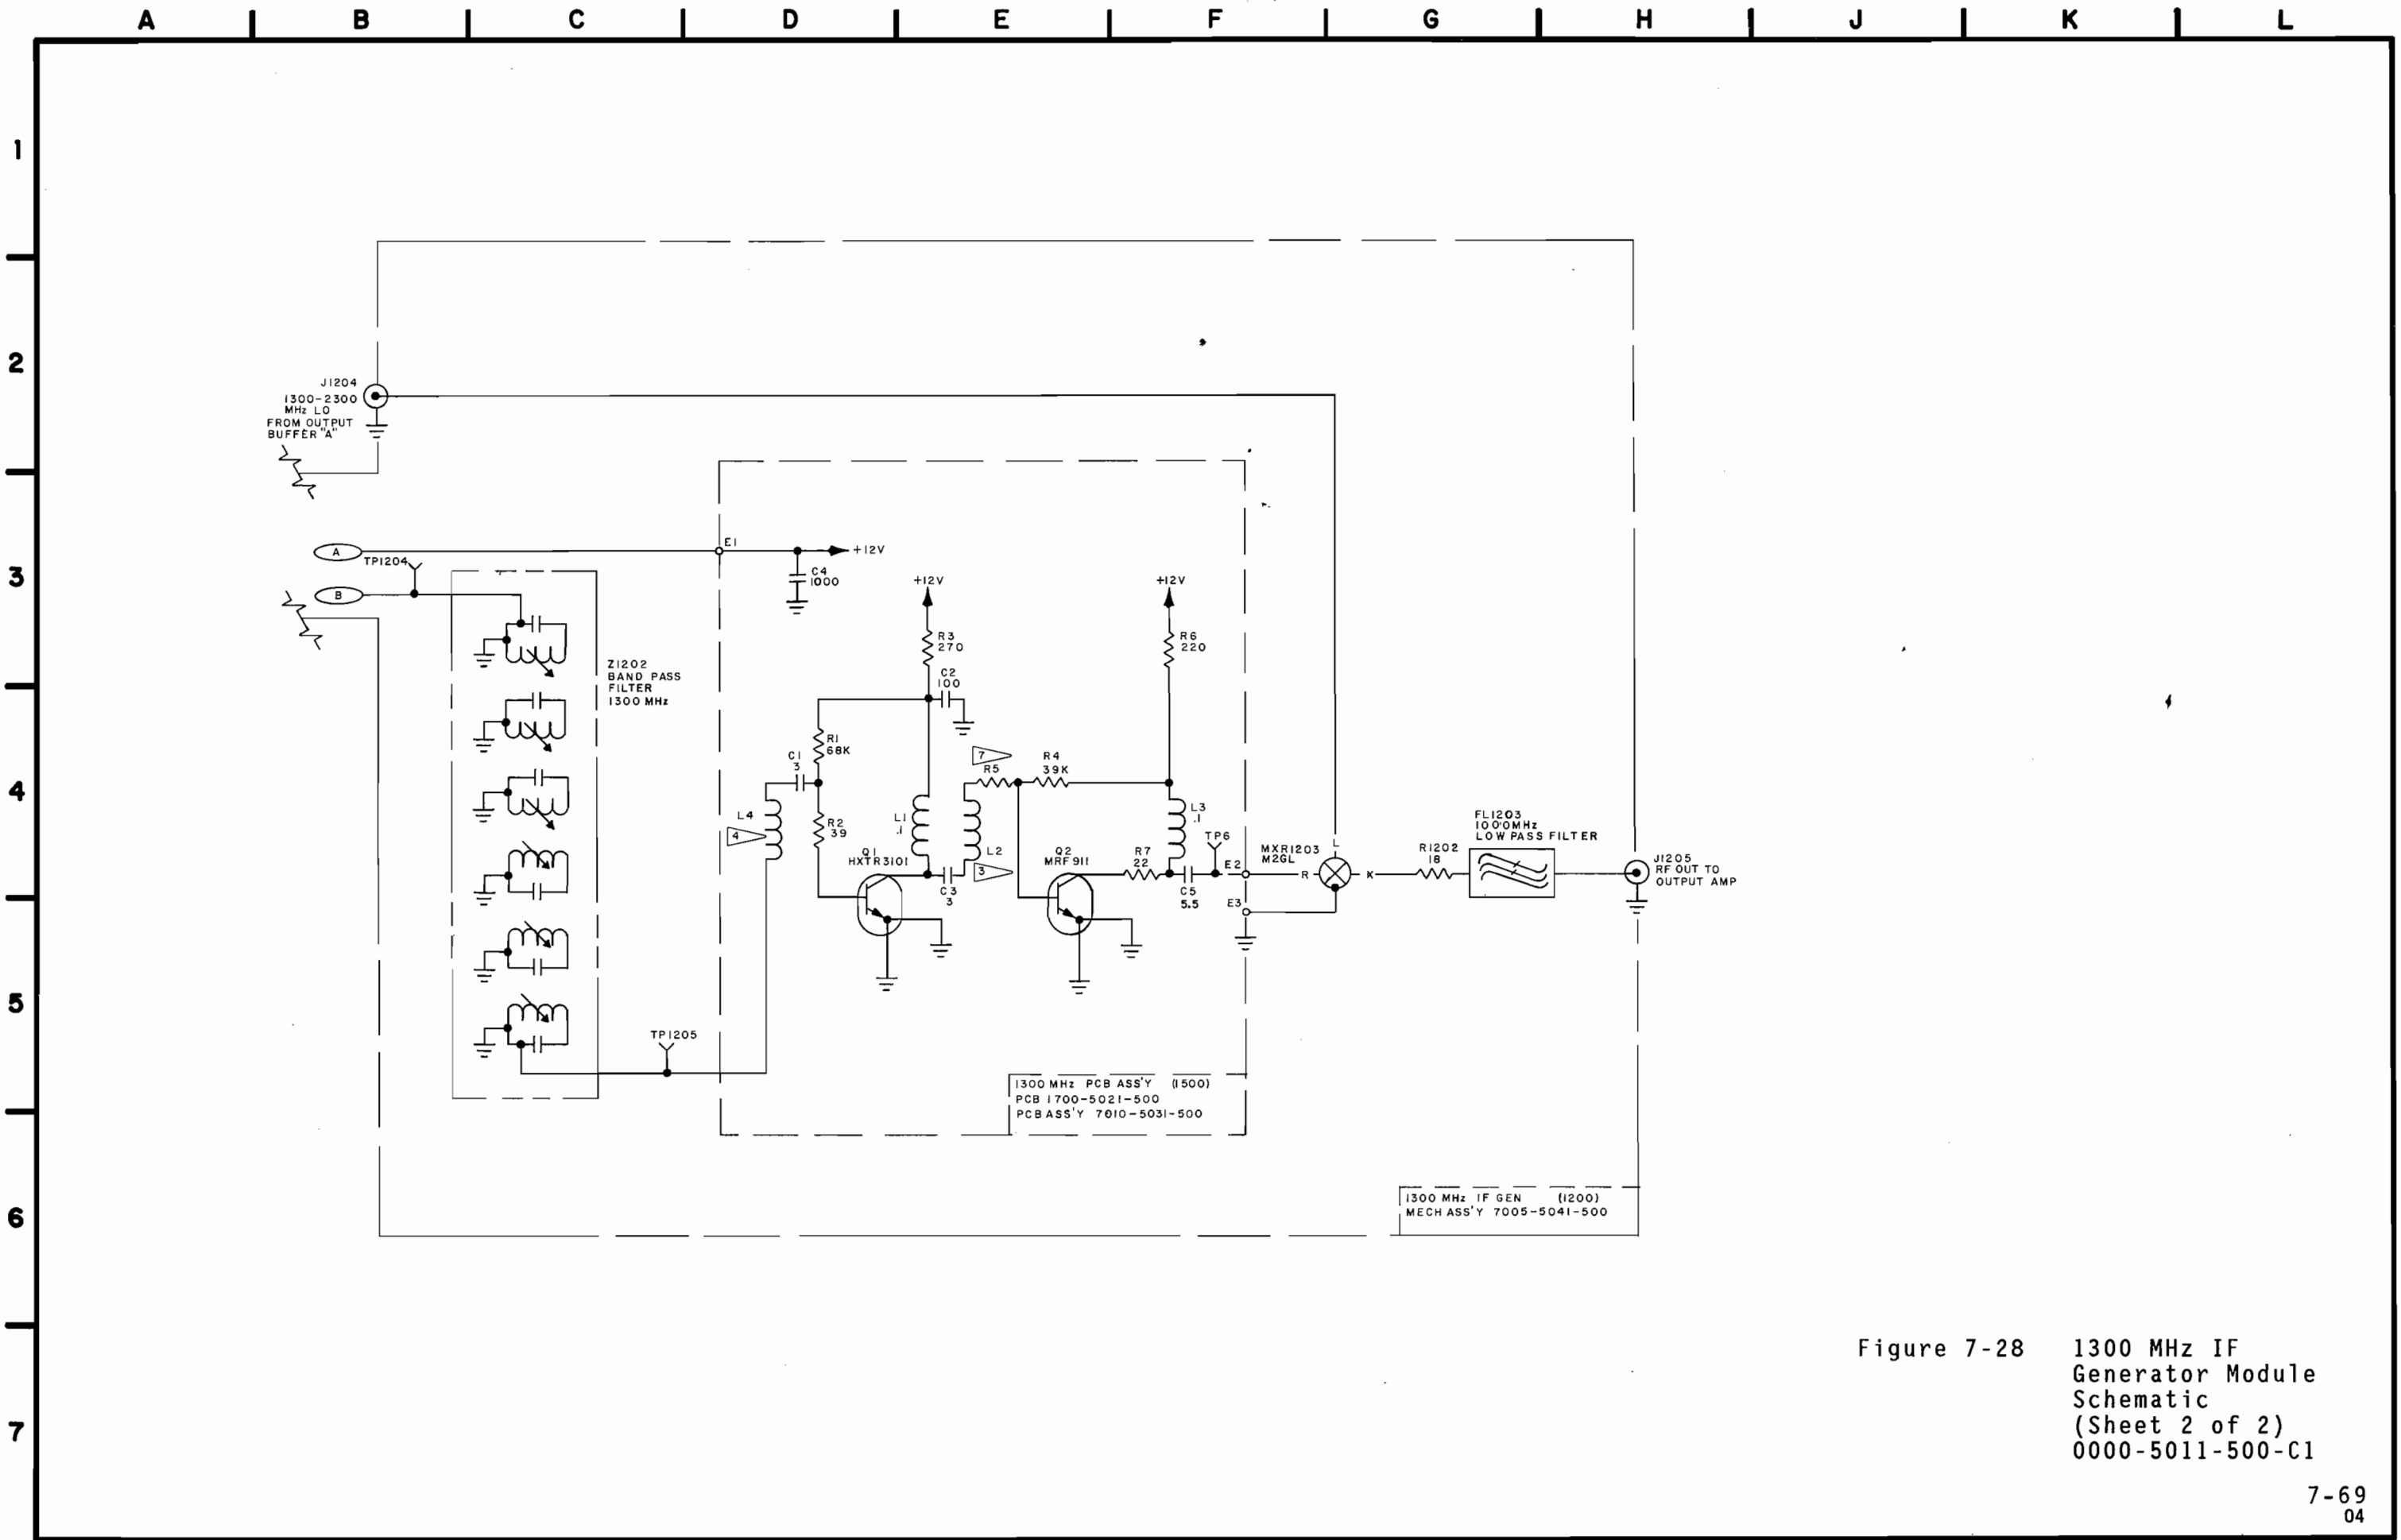 A B C D E F G H J K L
1
2
3
4
5
6
7
J1204
1300-2300
MHz LO
FROM OUTPUT
BUFFER "A"
A
TP1204
B
E1
+12V
C4
1000
Z1202
BAND PASS
FILTER
1300 MHz
+12V
R3
270
C2
100
+12V
R6
220
R1
68K
C1
3
L4
4
R2
39
L1
.1
Q1
HXTR3101
C3
3
L2
3
7
R5
R4
39K
L3
.1
TP6
Q2
MRF911
R7
22
C5
5.5
E2
E3
MXR1203
M2GL
L
R
X
R1202
18
FL1203
1000MHz
LOW PASS FILTER
J1205
RF OUT TO
OUTPUT AMP
TP1205
1300 MHz PCB ASS'Y (1500)
PCB 1700-5021-500
PCB ASS'Y 7010-5031-500
1300 MHz IF GEN (1200)
MECH ASS'Y 7005-5041-500
Figure 7-28 1300 MHz IF
Generator Module
Schematic
(Sheet 2 of 2)
0000-5011-500-C1
7-69
04